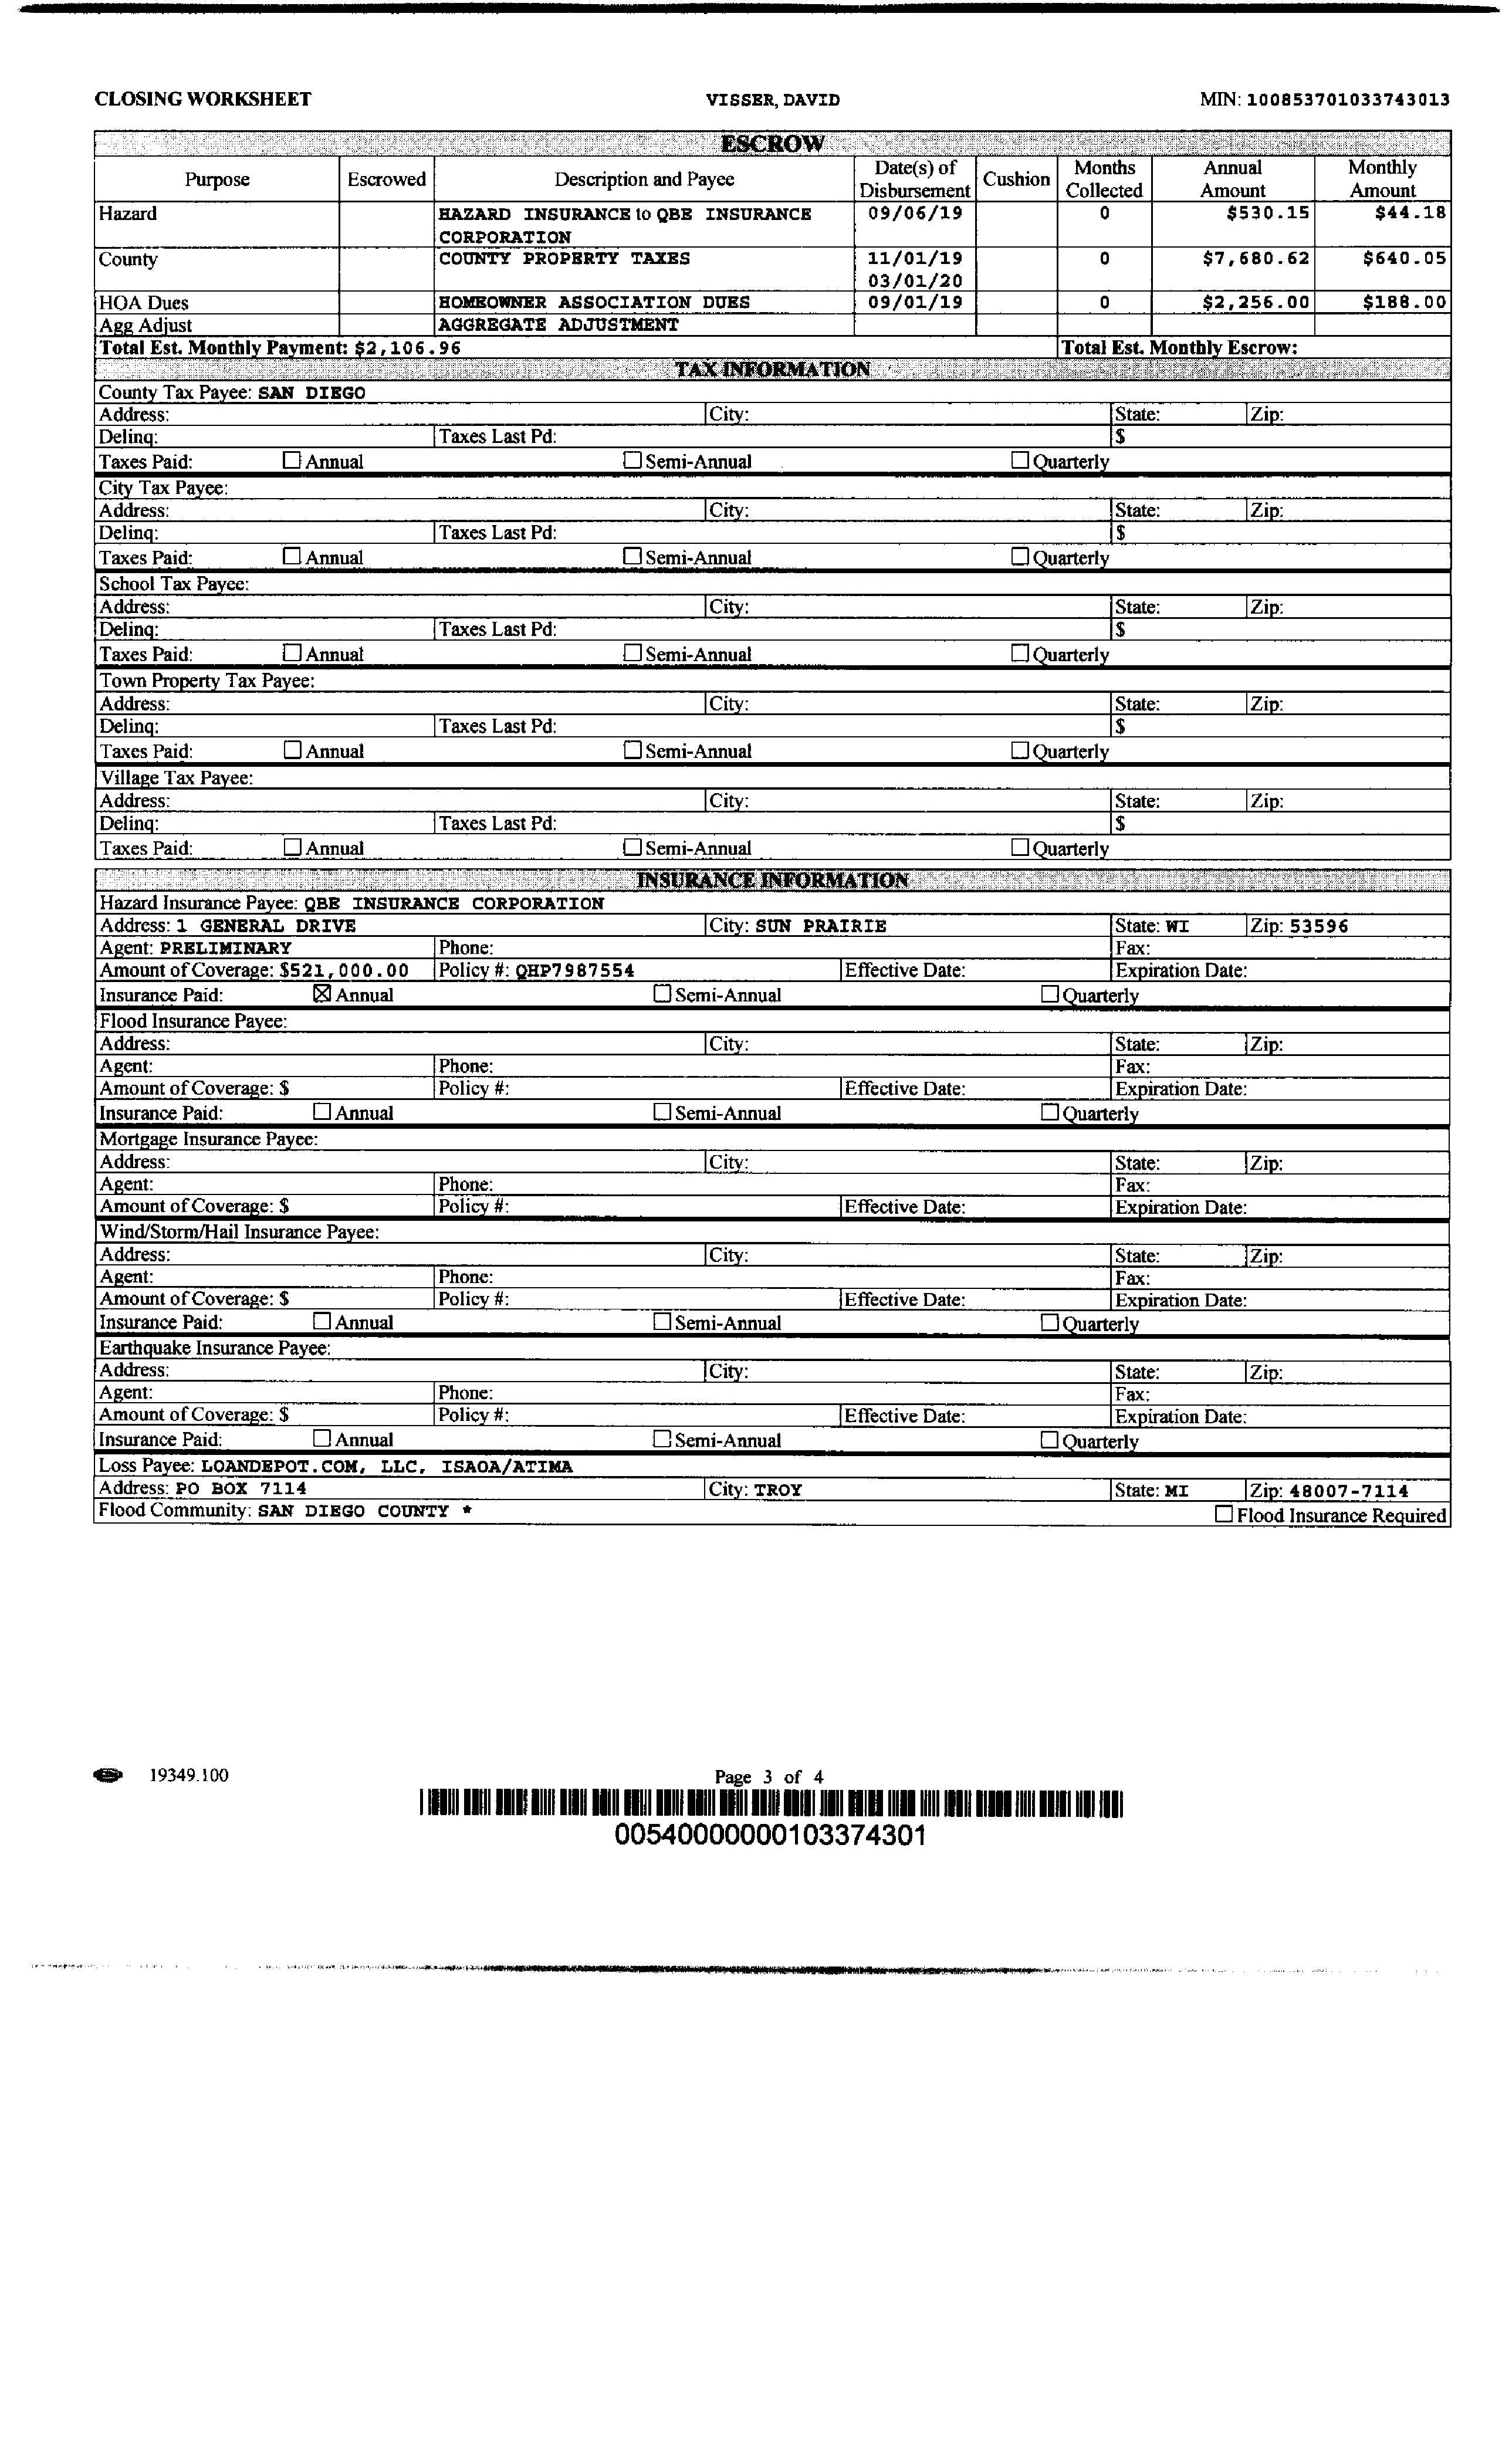 CLOSING WORKSHEET VISSER, DAVID MIN: 100853701033743013
ESCROW
Purpose Escrowed Description and Payee Date(s) of Disbursement Cushion Months Collected Annual Amount Monthly Amount
Hazard HAZARD INSURANCE to QBE INSURANCE 09/06/19 0 $530.15 $44.18
CORPORATION
County COUNTY PROPERTY TAXES 11/01/19 0 $7,680.62 $640.05
03/01/20
HOA Dues HOMEOWNER ASSOCIATION DUES 09/01/19 0 $2,256.00 $188.00
Agg Adjust AGGREGATE ADJUSTMENT
Total Est. Monthly Payment: $2,106.96 Total Est. Monthly Escrow:
TAX INFORMATION
County Tax Payee: SAN DIEGO
Address: City: State: Zip:
Delinq: Taxes Last Pd: $
Taxes Paid: ☐ Annual ☐ Semi-Annual ☐ Quarterly
City Tax Payee:
Address: City: State: Zip:
Delinq: Taxes Last Pd: $
Taxes Paid: ☐ Annual ☐ Semi-Annual ☐ Quarterly
School Tax Payee:
Address: City: State: Zip:
Delinq: Taxes Last Pd: $
Taxes Paid: ☐ Annual ☐ Semi-Annual ☐ Quarterly
Town Property Tax Payee:
Address: City: State: Zip:
Delinq: Taxes Last Pd: $
Taxes Paid: ☐ Annual ☐ Semi-Annual ☐ Quarterly
Village Tax Payee:
Address: City: State: Zip:
Delinq: Taxes Last Pd: $
Taxes Paid: ☐ Annual ☐ Semi-Annual ☐ Quarterly
INSURANCE INFORMATION
Hazard Insurance Payee: QBE INSURANCE CORPORATION
Address: 1 GENERAL DRIVE City: SUN PRAIRIE State: WI Zip: 53596
Agent: PRELIMINARY Phone: Fax:
Amount of Coverage: $521,000.00 Policy #: QHP7987554 Effective Date: Expiration Date:
Insurance Paid: ☒ Annual ☐ Semi-Annual ☐ Quarterly
Flood Insurance Payee:
Address: City: State: Zip:
Agent: Phone: Fax:
Amount of Coverage: $ Policy #: Effective Date: Expiration Date:
Insurance Paid: ☐ Annual ☐ Semi-Annual ☐ Quarterly
Mortgage Insurance Payee:
Address: City: State: Zip:
Agent: Phone: Fax:
Amount of Coverage: $ Policy #: Effective Date: Expiration Date:
Wind/Storm/Hail Insurance Payee:
Address: City: State: Zip:
Agent: Phone: Fax:
Amount of Coverage: $ Policy #: Effective Date: Expiration Date:
Insurance Paid: ☐ Annual ☐ Semi-Annual ☐ Quarterly
Earthquake Insurance Payee:
Address: City: State: Zip:
Agent: Phone: Fax:
Amount of Coverage: $ Policy #: Effective Date: Expiration Date:
Insurance Paid: ☐ Annual ☐ Semi-Annual ☐ Quarterly
Loss Payee: LOANDEPOT.COM, LLC, ISAOA/ATIMA
Address: PO BOX 7114 City: TROY State: MI Zip: 48007-7114
Flood Community: SAN DIEGO COUNTY * ☐ Flood Insurance Required
19349.100 Page 3 of 4
00540000000103374301